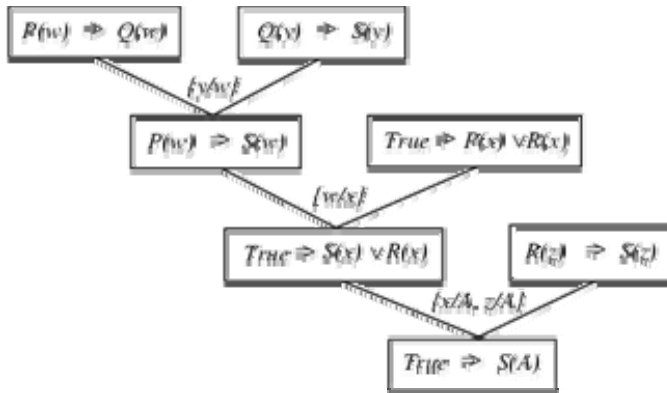 P(w) ⇒ Q(w)
Q(y) ⇒ S(y)
{y/w}
P(w) ⇒ S(w)
True ⇒ P(x) ∨ R(x)
{w/x}
True ⇒ S(x) ∨ R(x)
R(z) ⇒ S(z)
{x/A, z/A}
True ⇒ S(A)